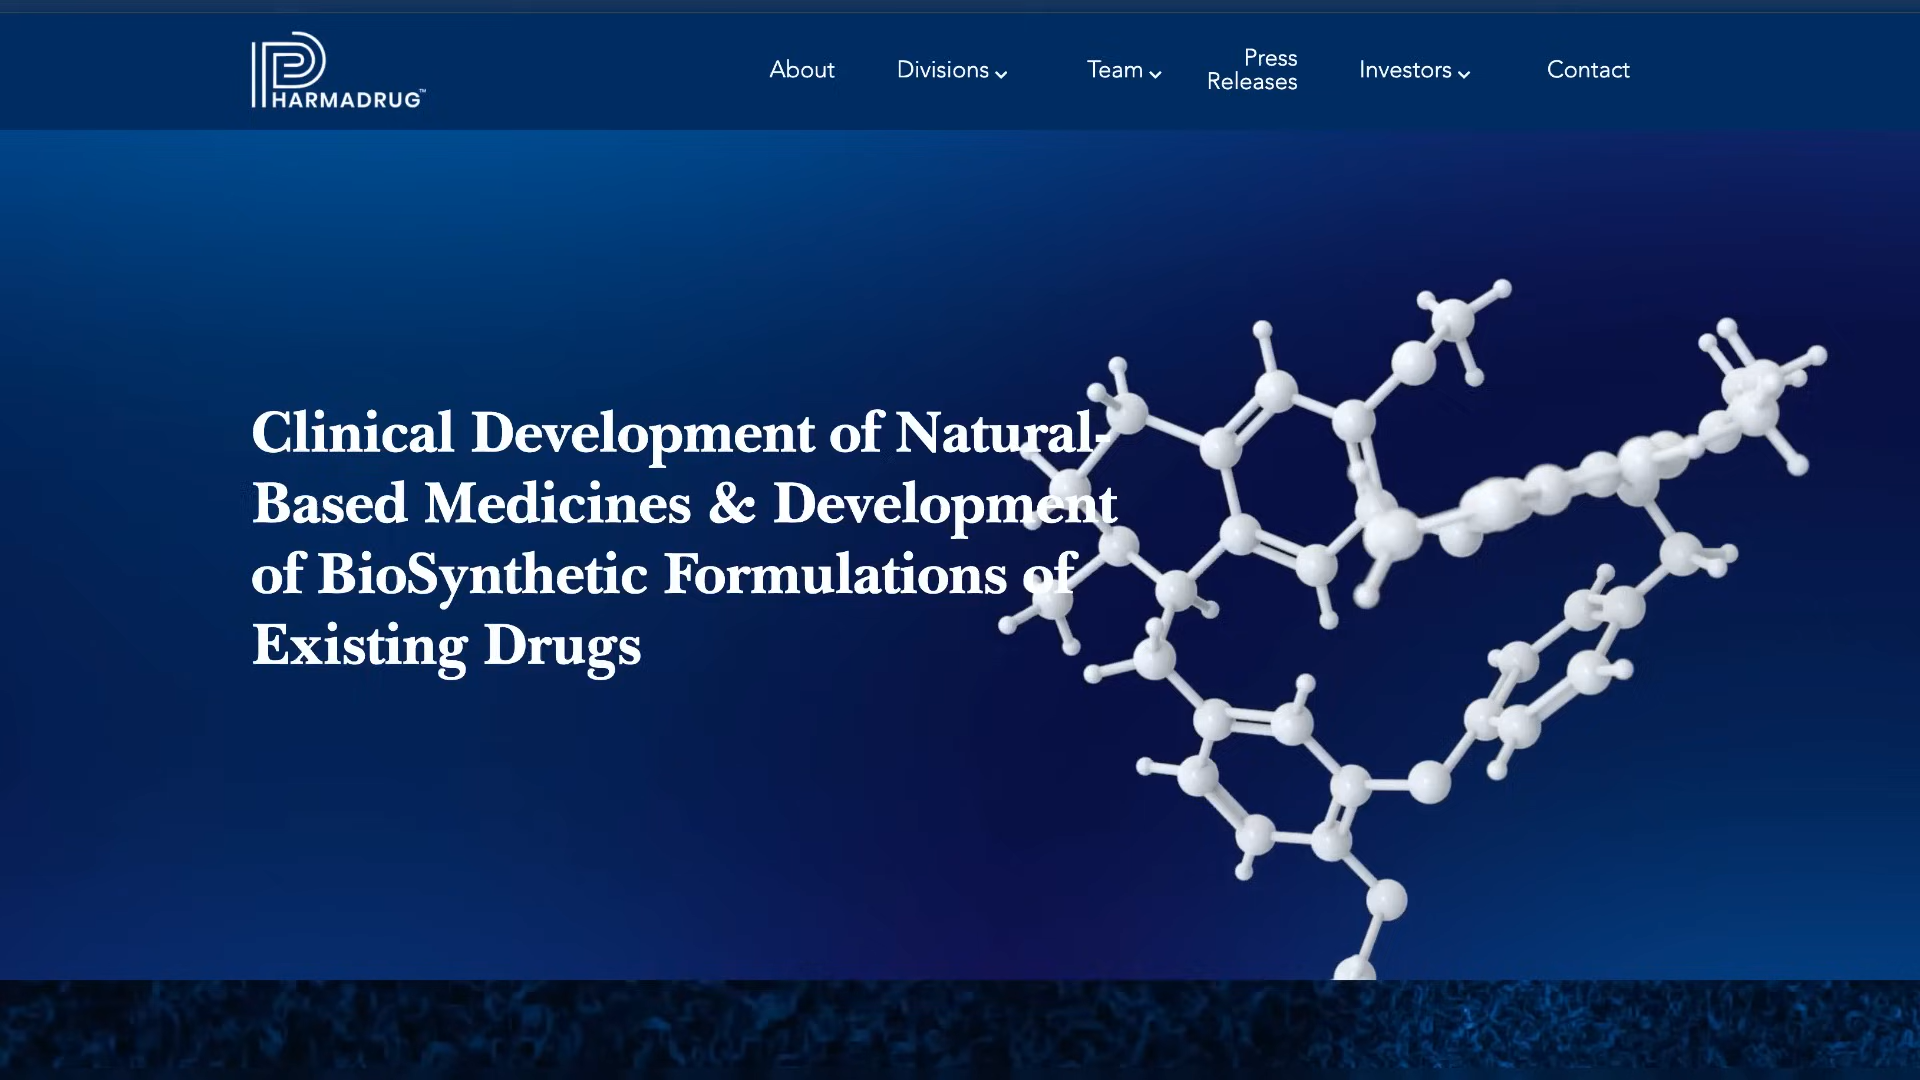 PHARMADRUG™
About
Divisions
Team
Press
Releases
Investors
Contact
Clinical Development of Natural-
Based Medicines & Development
of BioSynthetic Formulations of
Existing Drugs